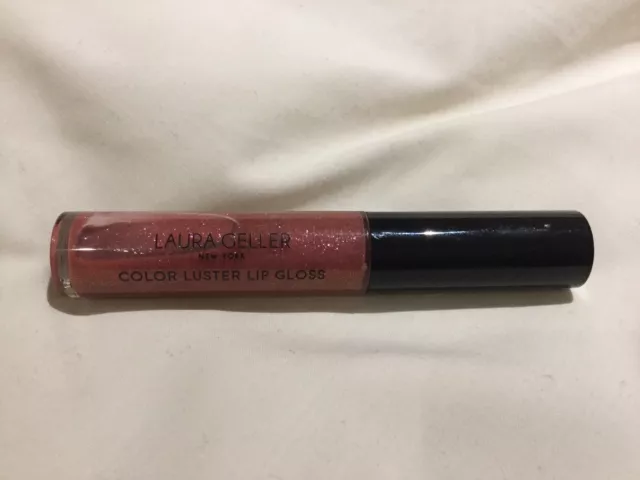 LAURA GELLER
NEW YORK
COLOR LUSTER LIP GLOSS